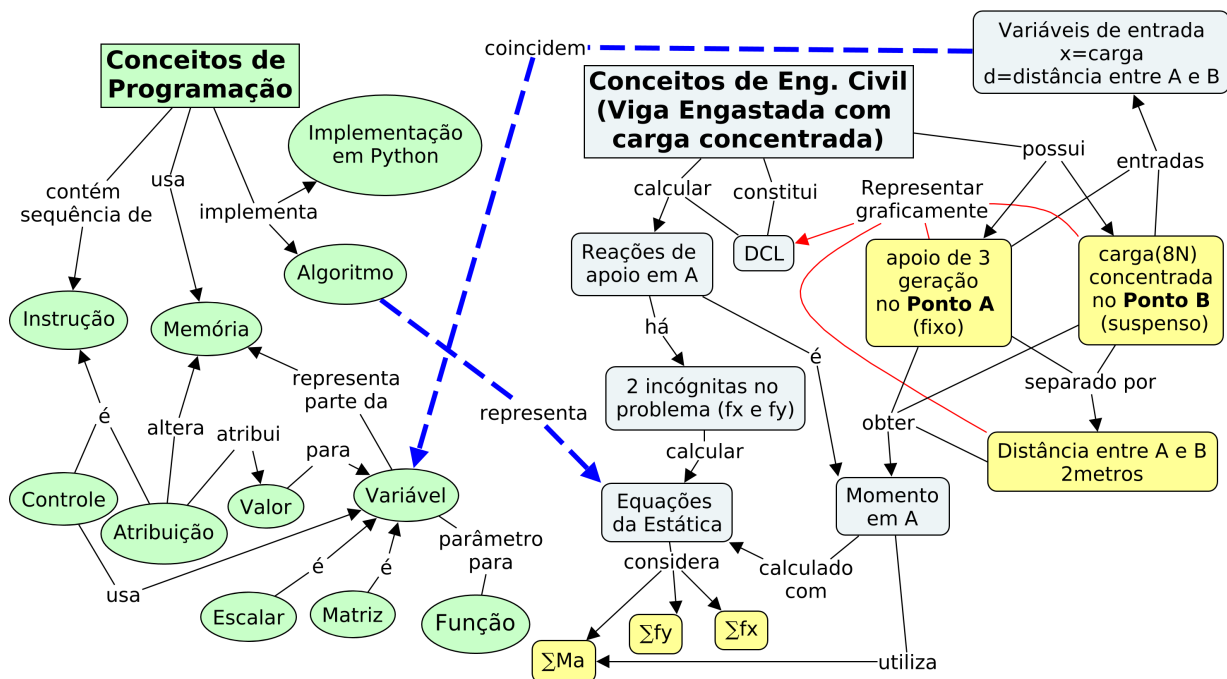 Conceitos de
Programação
contém
sequência de
usa
implementa
Implementação
em Python
Algoritmo
Instrução
Memória
é
altera
atribui
representa
parte da
para
Controle
Atribuição
Valor
Variável
usa
é
é
parâmetro
para
Escalar
Matriz
Função
coincidem
representa
Conceitos de Eng. Civil
(Viga Engastada com
carga concentrada)
Variáveis de entrada
x=carga
d=distância entre A e B
possui
entradas
calcular
constitui
Representar
graficamente
Reações de
apoio em A
DCL
apoio de 3
geração
no Ponto A
(fixo)
carga(8N)
concentrada
no Ponto B
(suspenso)
há
é
separado por
2 incógnitas no
problema (fx e fy)
obter
calcular
Distância entre A e B
2metros
Equações
da Estática
Momento
em A
considera
calculado
com
∑Ma
∑fy
∑fx
utiliza